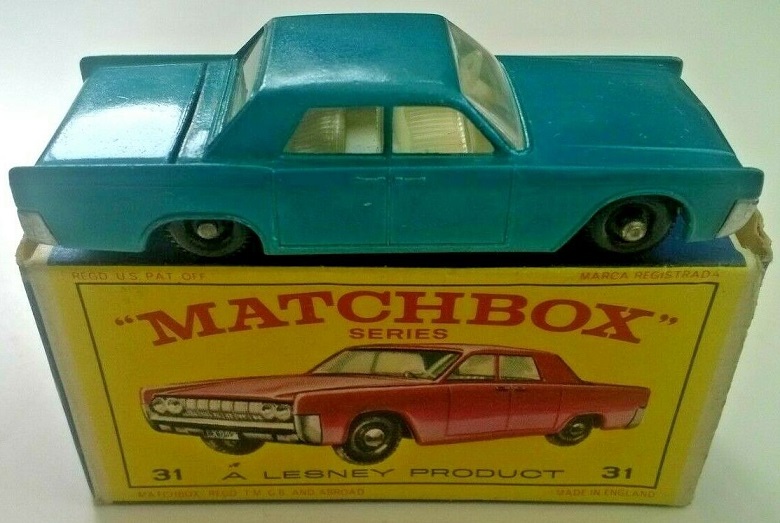 REGD. U.S. PAT. OFF. MARCA REGISTRADA
"MATCHBOX"
SERIES
31 A LESNEY PRODUCT 31
MATCHBOX REGD. T.M. G.B. AND ABROAD MADE IN ENGLAND